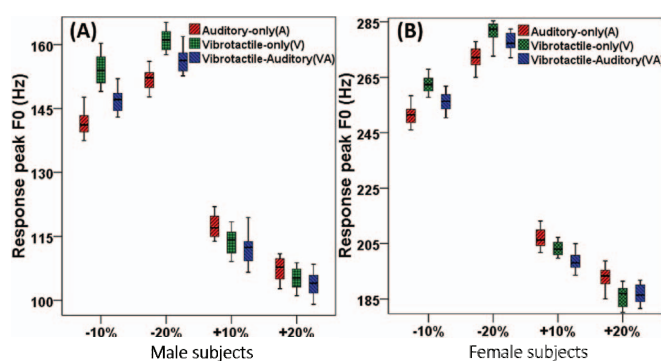 (A)
Auditory-only(A)
Vibrotactile-only(V)
Vibrotactile-Auditory(VA)
Response peak F0 (Hz)
160
145
130
115
100
-10% -20% +10% +20%
Male subjects
(B)
Auditory-only(A)
Vibrotactile-only(V)
Vibrotactile-Auditory(VA)
Response peak F0 (Hz)
285
265
245
225
205
185
-10% -20% +10% +20%
Female subjects